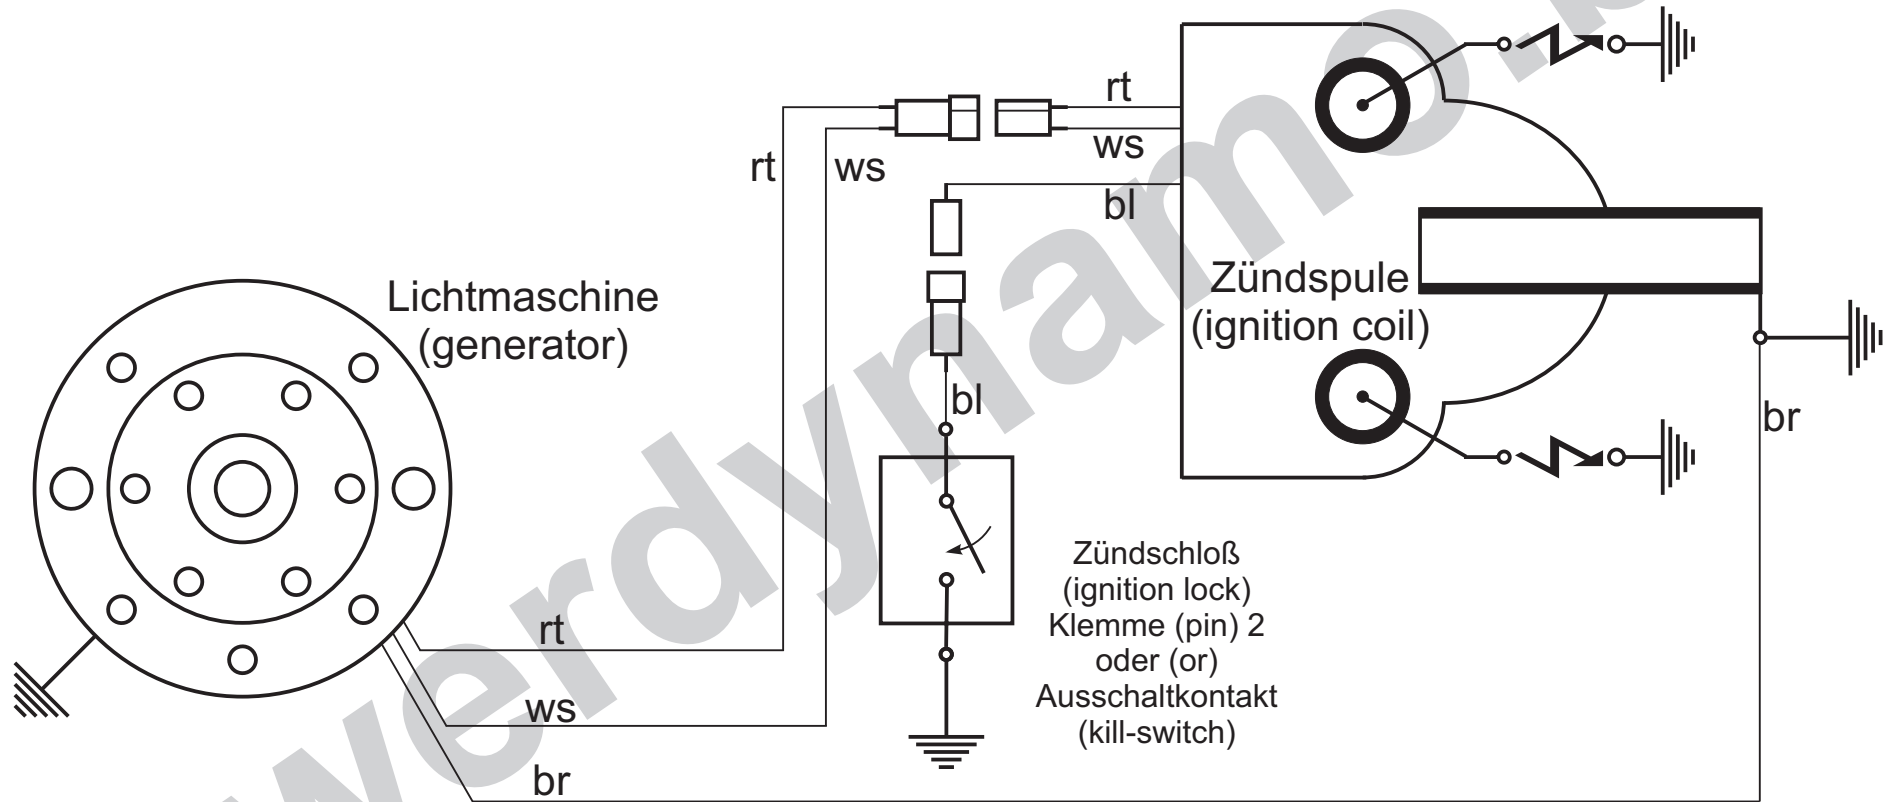 rt
ws
rt
ws
bl
Lichtmaschine
(generator)
Zündspule
(ignition coil)
bl
br
Zündschloß
(ignition lock)
Klemme (pin) 2
oder (or)
Ausschaltkontakt
(kill-switch)
rt
ws
br
werdynamo.b